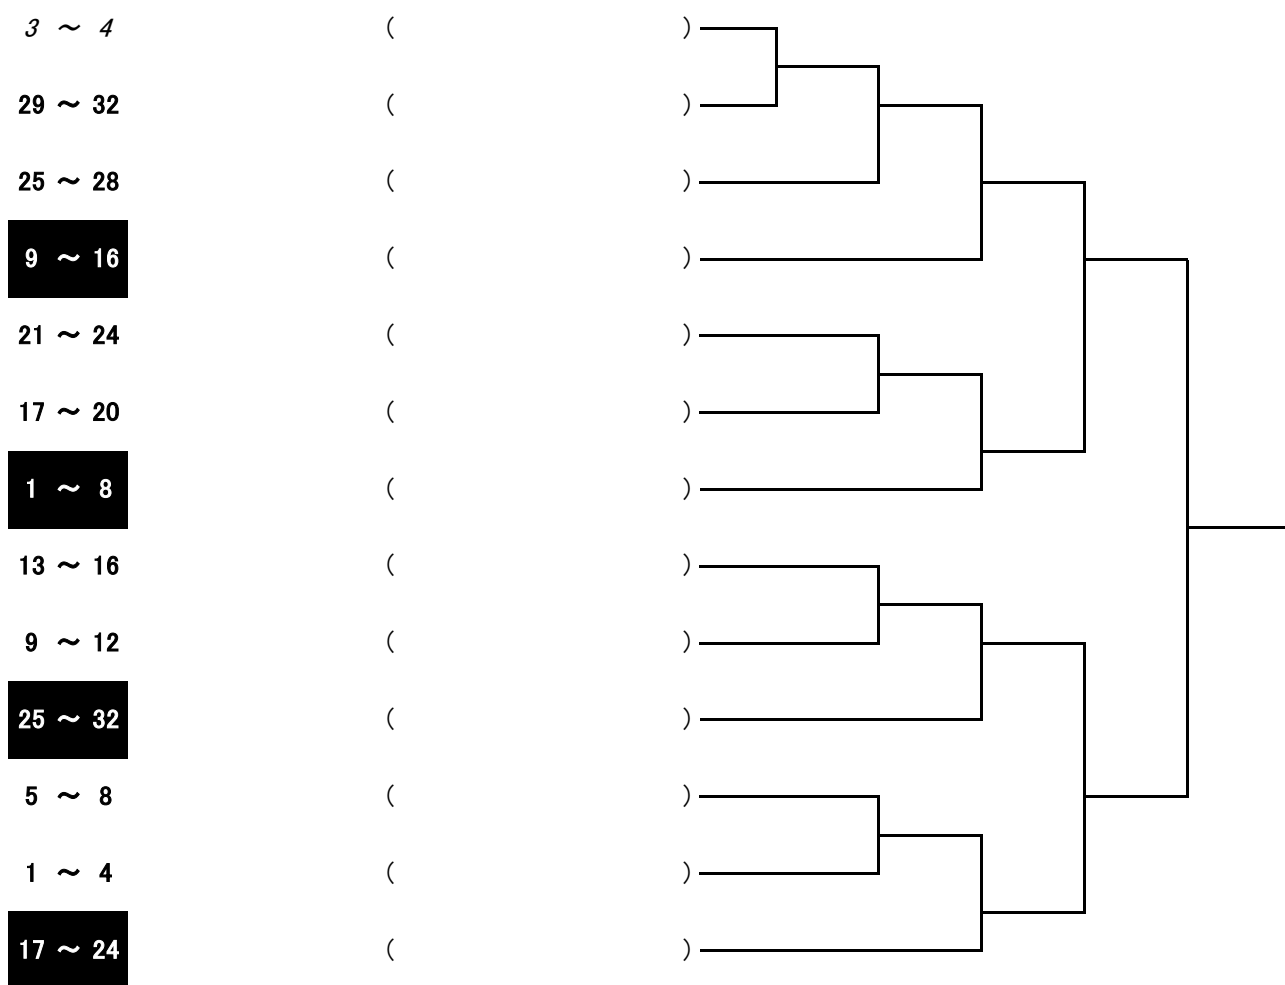 3 ～ 4 ( )
29 ～ 32 ( )
25 ～ 28 ( )
9 ～ 16 ( )
21 ～ 24 ( )
17 ～ 20 ( )
1 ～ 8 ( )
13 ～ 16 ( )
9 ～ 12 ( )
25 ～ 32 ( )
5 ～ 8 ( )
1 ～ 4 ( )
17 ～ 24 ( )